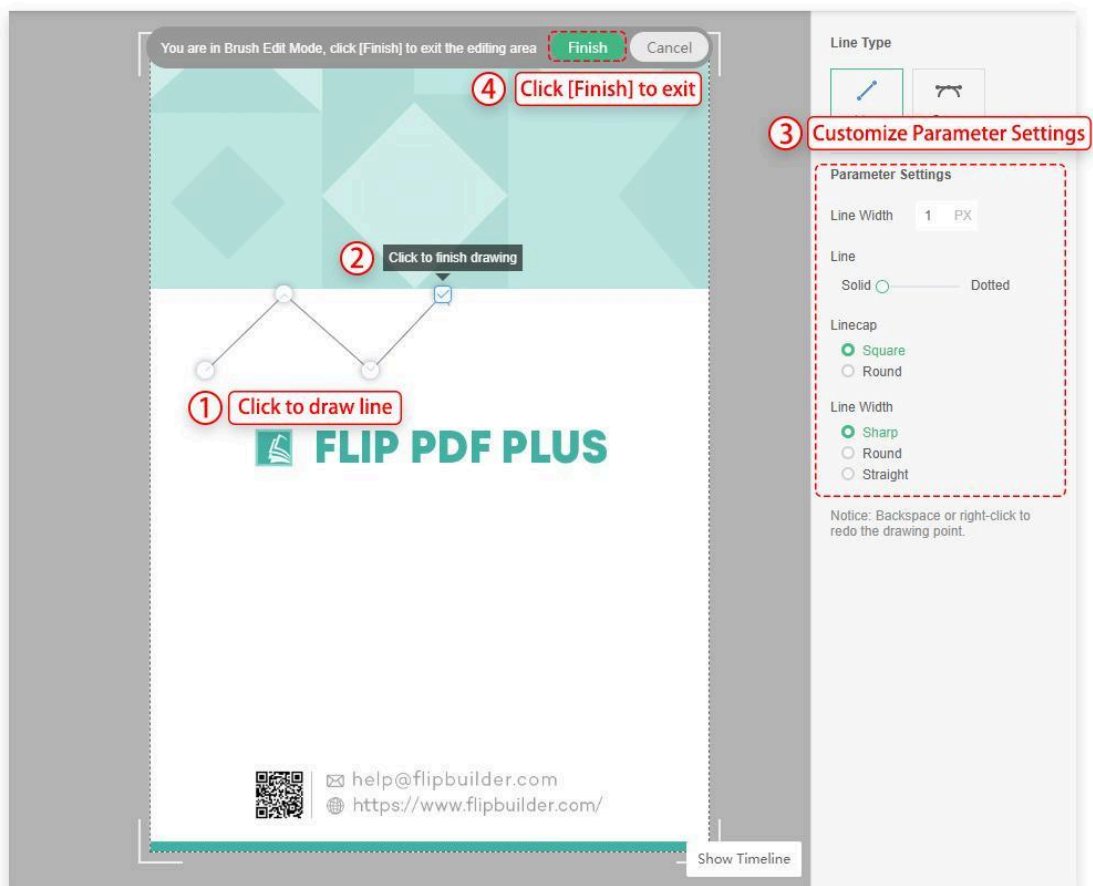 You are in Brush Edit Mode, click [Finish] to exit the editing area
Finish
Cancel
④ Click [Finish] to exit
② Click to finish drawing
① Click to draw line
FLIP PDF PLUS
help@flipbuilder.com
https://www.flipbuilder.com/
Show Timeline
Line Type
③ Customize Parameter Settings
Parameter Settings
Line Width 1 PX
Line
Solid Dotted
Linecap
Square
Round
Line Width
Sharp
Round
Straight
Notice: Backspace or right-click to
redo the drawing point.